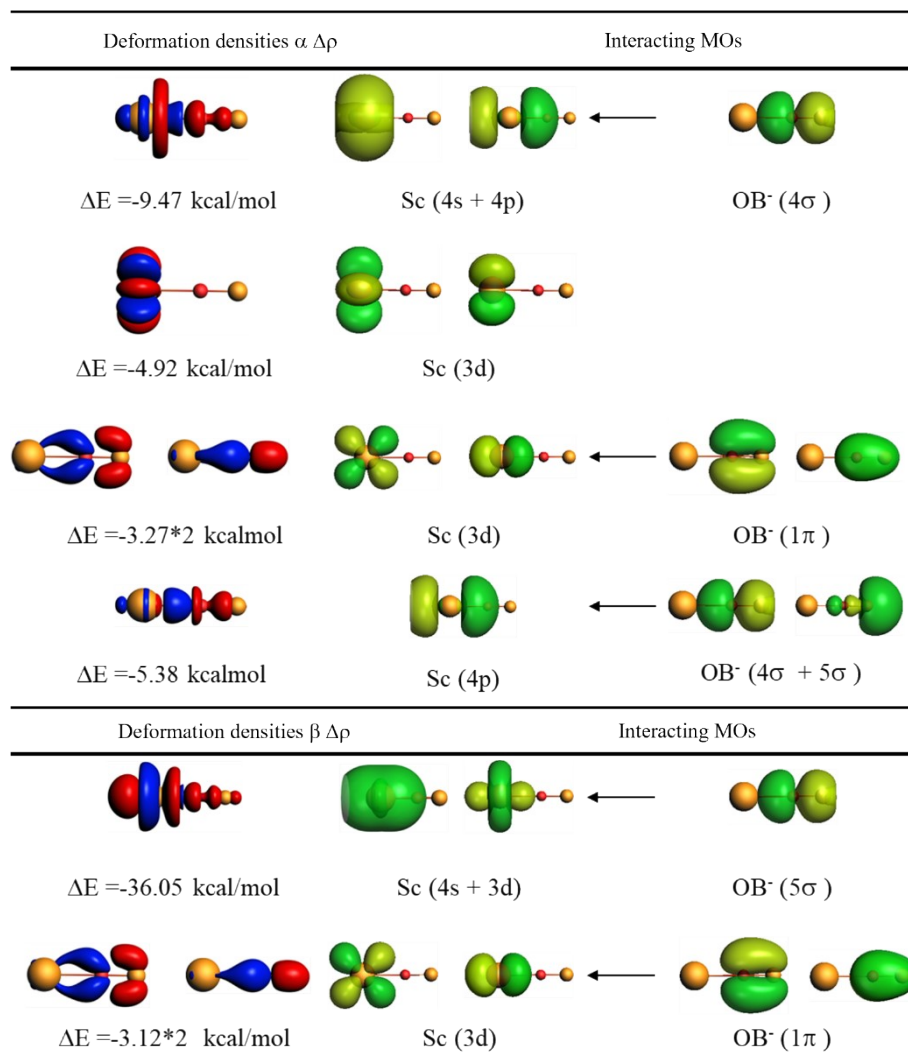 Deformation densities α Δρ Interacting MOs
ΔE =-9.47 kcal/mol Sc (4s + 4p) OB⁻ (4σ )
ΔE =-4.92 kcal/mol Sc (3d)
ΔE =-3.27*2 kcalmol Sc (3d) OB⁻ (1π )
ΔE =-5.38 kcalmol Sc (4p) OB⁻ (4σ + 5σ )
Deformation densities β Δρ Interacting MOs
ΔE =-36.05 kcal/mol Sc (4s + 3d) OB⁻ (5σ )
ΔE =-3.12*2 kcal/mol Sc (3d) OB⁻ (1π )